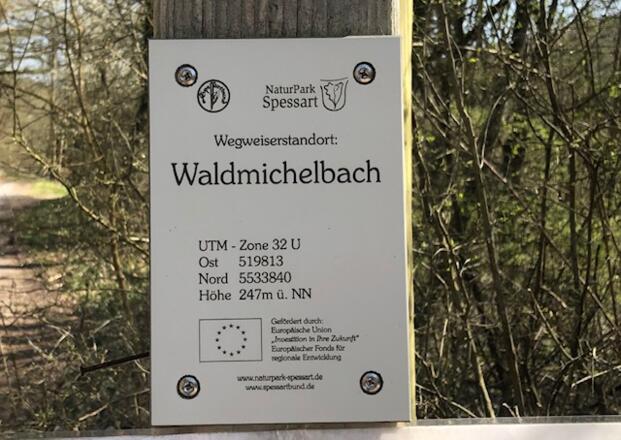 NaturPark
Spessart
Wegweiserstandort:
Waldmichelbach
UTM - Zone 32 U
Ost 519813
Nord 5533840
Höhe 247m ü. NN
Gefördert durch:
Europäische Union
„Investition in Ihre Zukunft"
Europäischer Fonds für
regionale Entwicklung
www.naturpark-spessart.de
www.spessartbund.de